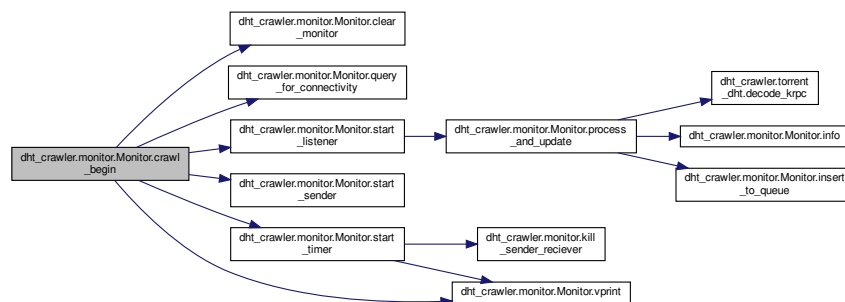 dht_crawler.monitor.Monitor.crawl
_begin
dht_crawler.monitor.Monitor.clear
_monitor
dht_crawler.monitor.Monitor.query
_for_connectivity
dht_crawler.monitor.Monitor.start
_listener
dht_crawler.monitor.Monitor.start
_sender
dht_crawler.monitor.Monitor.start
_timer
dht_crawler.monitor.Monitor.process
_and_update
dht_crawler.monitor.kill
_sender_reciever
dht_crawler.monitor.Monitor.vprint
dht_crawler.torrent
_dht.decode_krpc
dht_crawler.monitor.Monitor.info
dht_crawler.monitor.Monitor.insert
_to_queue